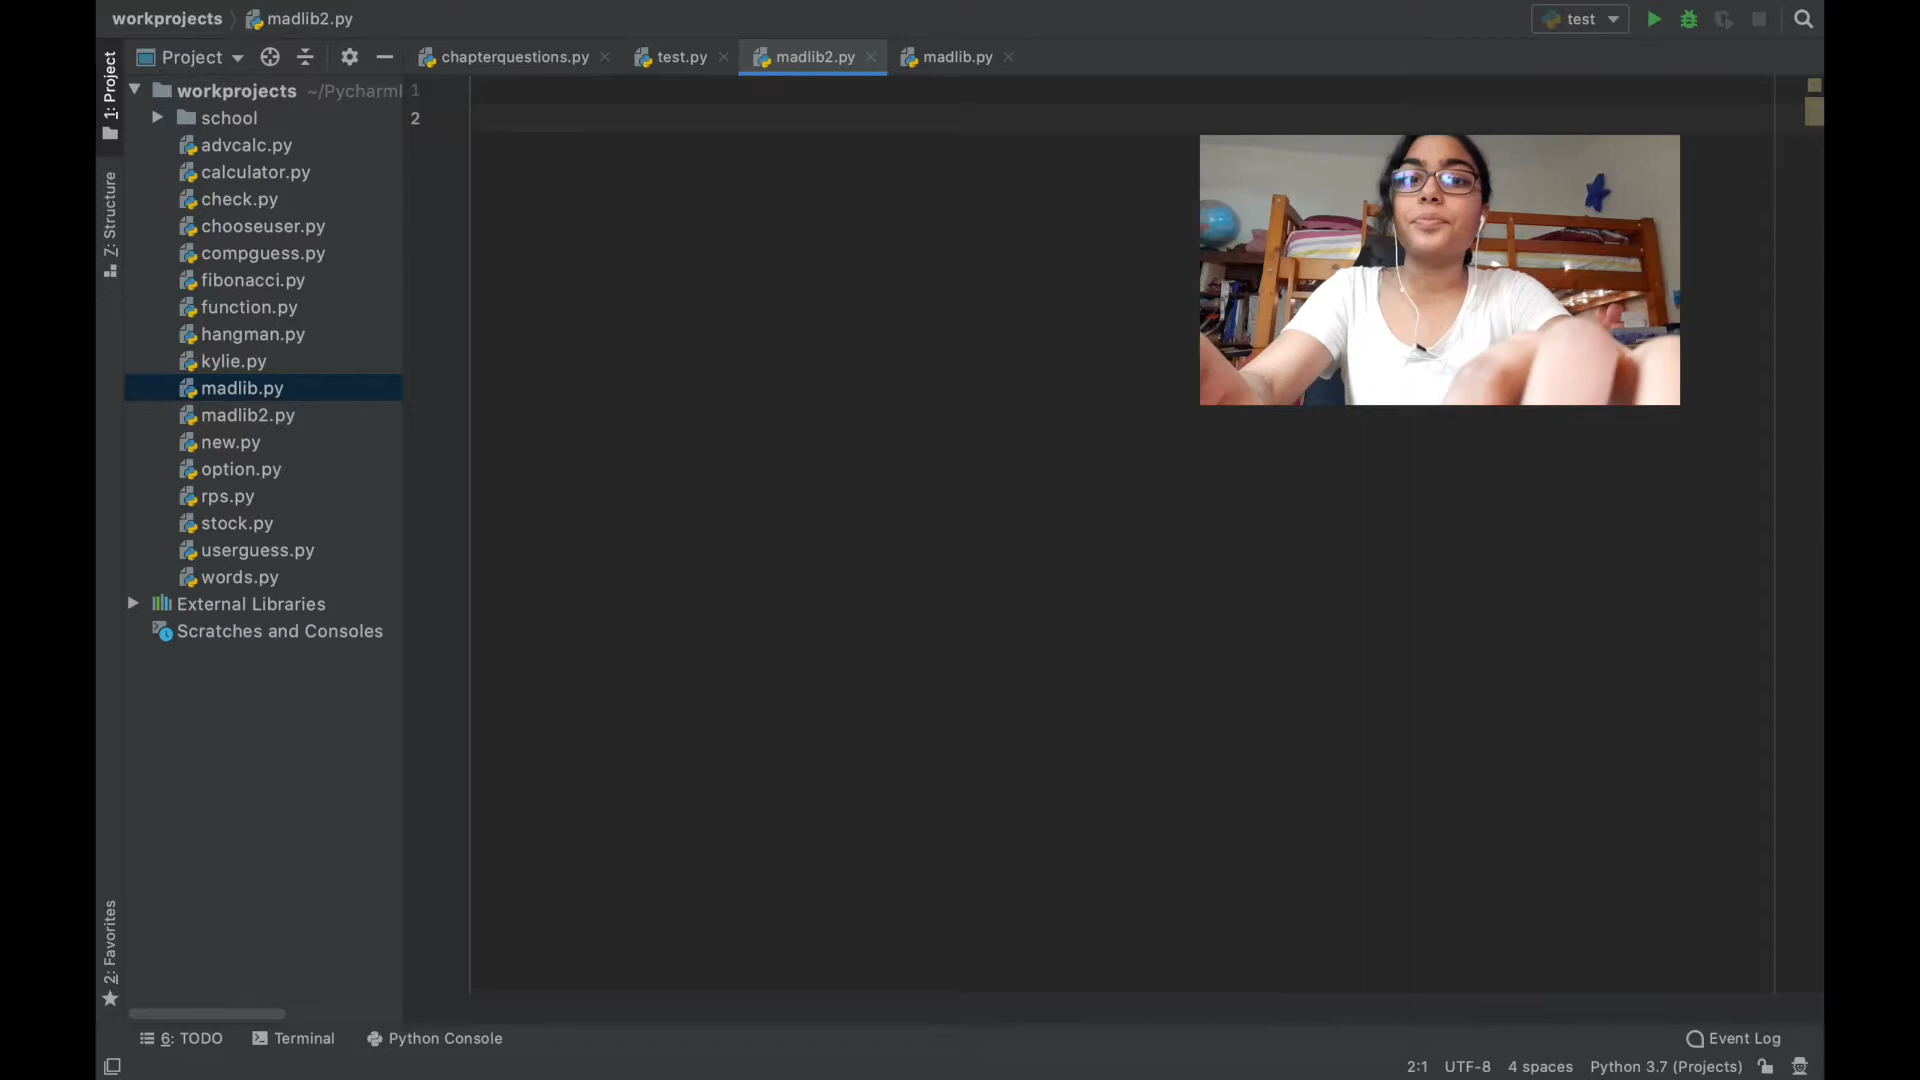 workprojects madlib2.py test
1: Project
Project chapterquestions.py test.py madlib2.py madlib.py
workprojects ~/Pycharm 1
school 2
advcalc.py
calculator.py
check.py
chooseuser.py
compguess.py
fibonacci.py
function.py
hangman.py
kylie.py
madlib.py
madlib2.py
new.py
option.py
rps.py
stock.py
userguess.py
words.py
External Libraries
Scratches and Consoles
Z: Structure
2: Favorites
6: TODO Terminal Python Console Event Log
2:1 UTF-8 4 spaces Python 3.7 (Projects)